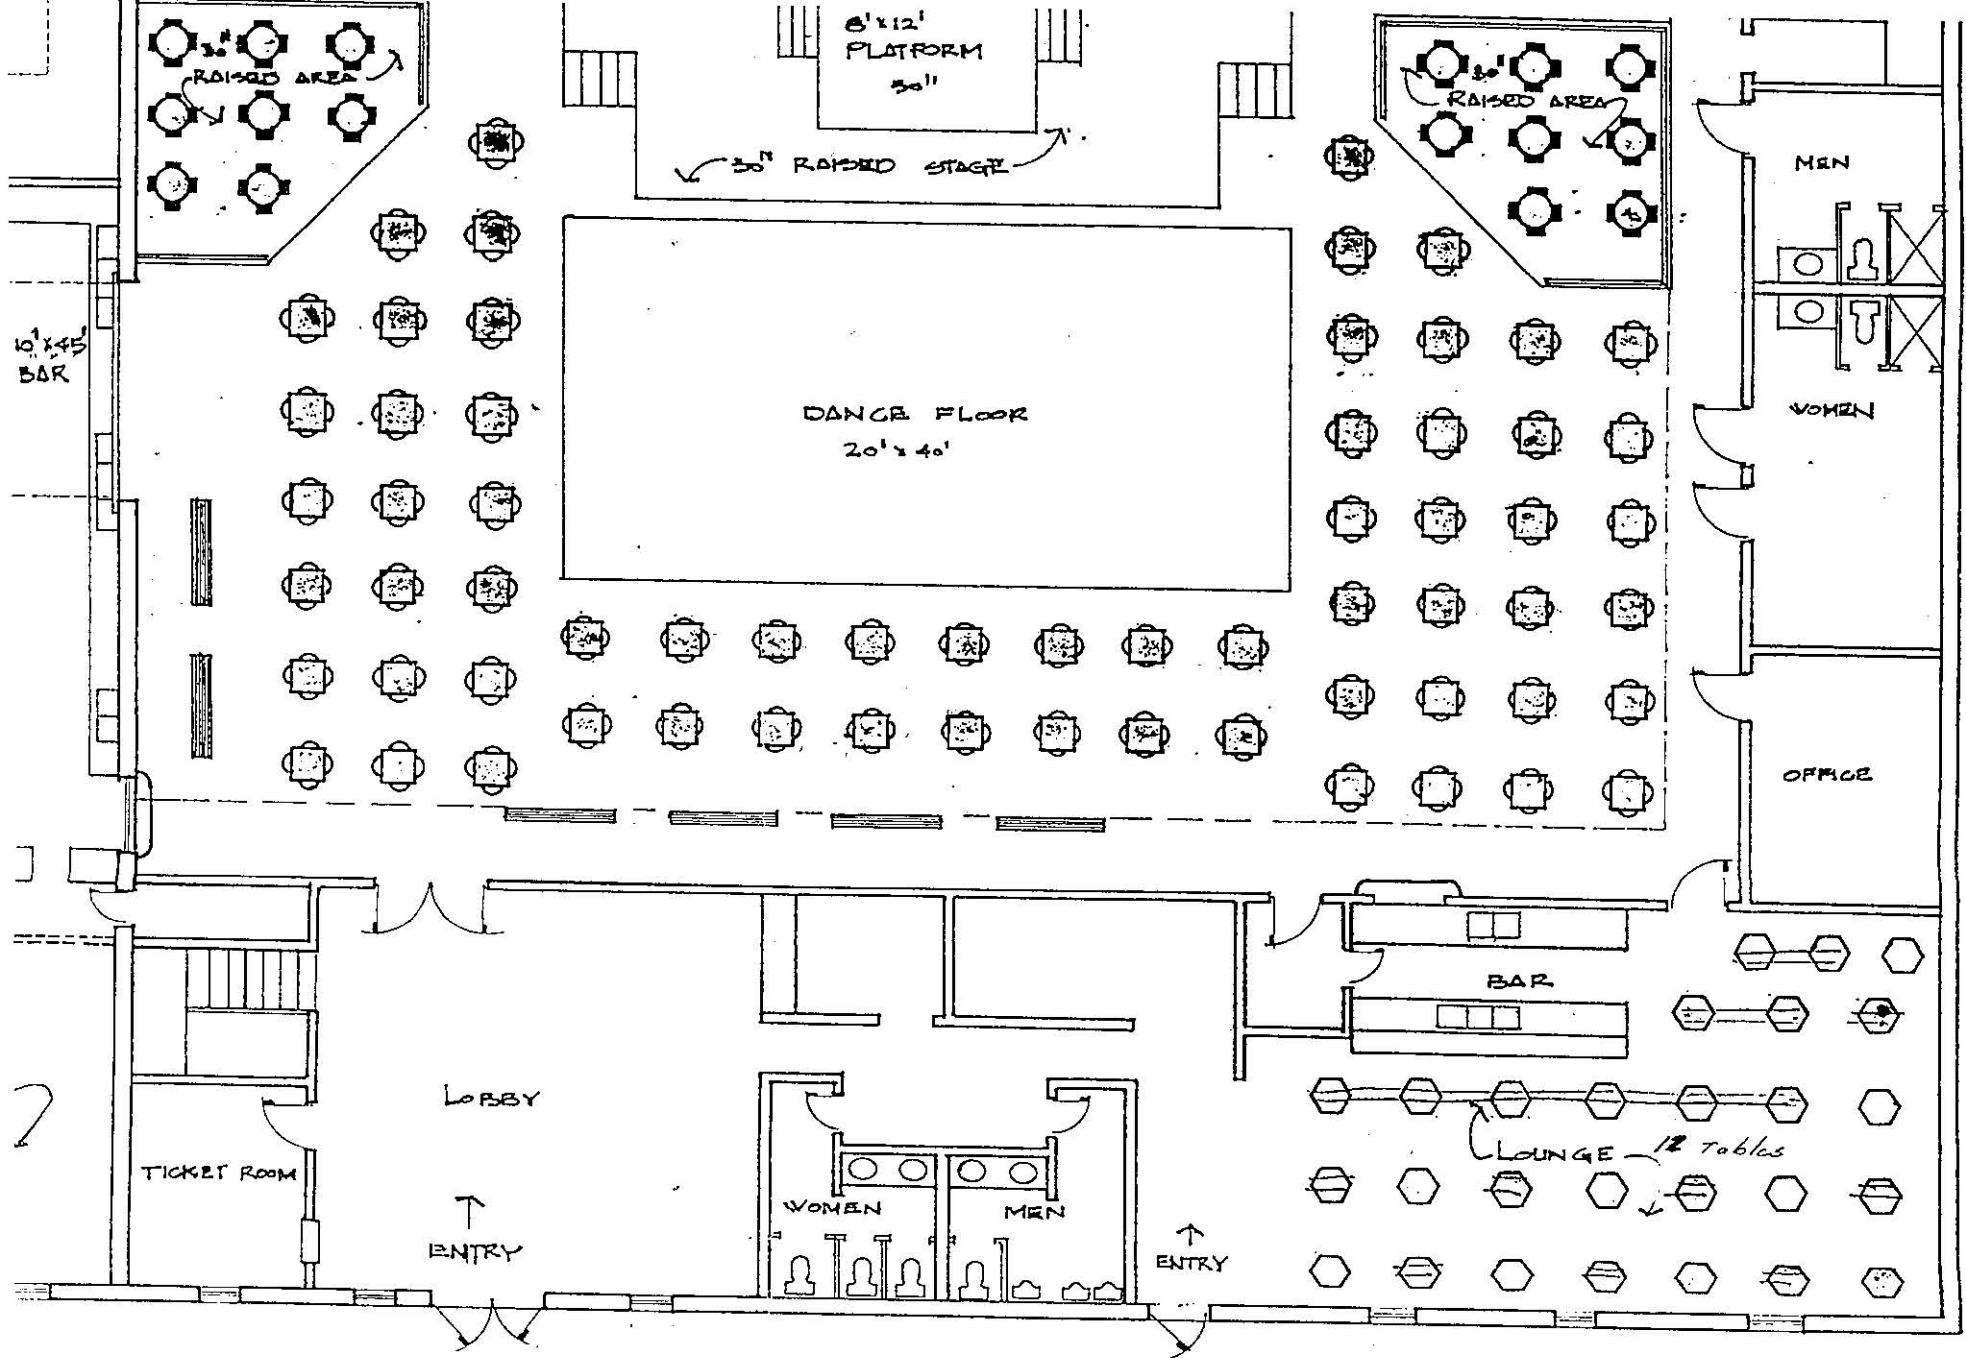 30"
RAISED AREA
8'x12'
PLATFORM
30"
30" RAISED STAGE
30"
RAISED AREA
MEN
10'x45'
BAR
DANCE FLOOR
20'x40'
WOMEN
OFFICE
BAR
LOBBY
LOUNGE - 12 Tables
TICKET ROOM
WOMEN
MEN
ENTRY
ENTRY